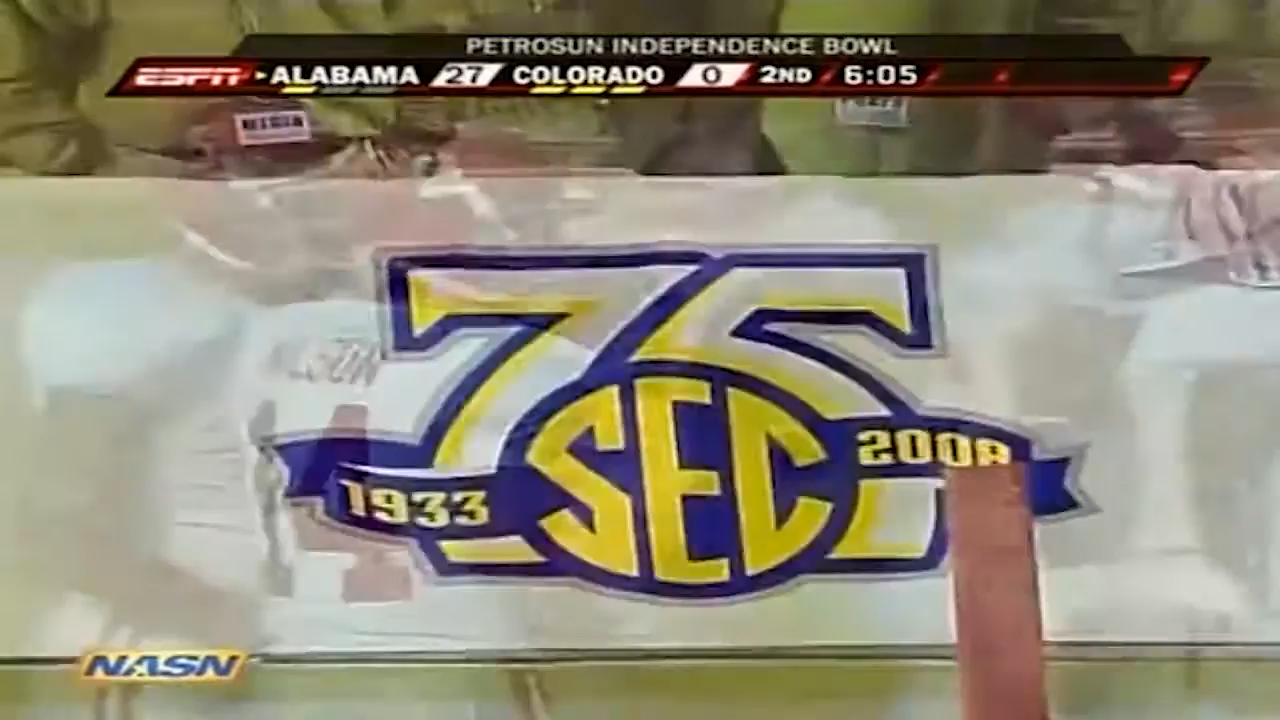 PETROSUN INDEPENDENCE BOWL
ESPN ALABAMA 27 COLORADO 0 2ND 6:05
75
SEC
1933
2008
NASN